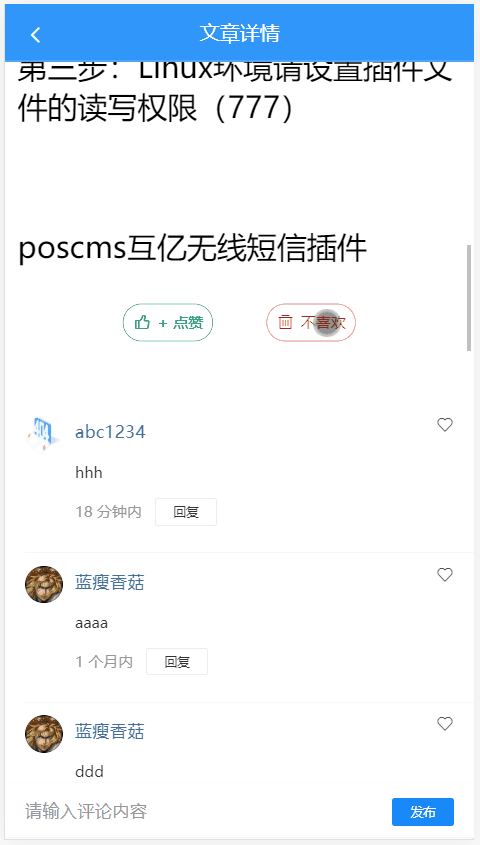 文章详情
第三步：Linux环境请设置插件文
件的读写权限（777）
poscms互亿无线短信插件
+ 点赞
不喜欢
abc1234
hhh
18 分钟内 回复
蓝瘦香菇
aaaa
1 个月内 回复
蓝瘦香菇
ddd
请输入评论内容 发布